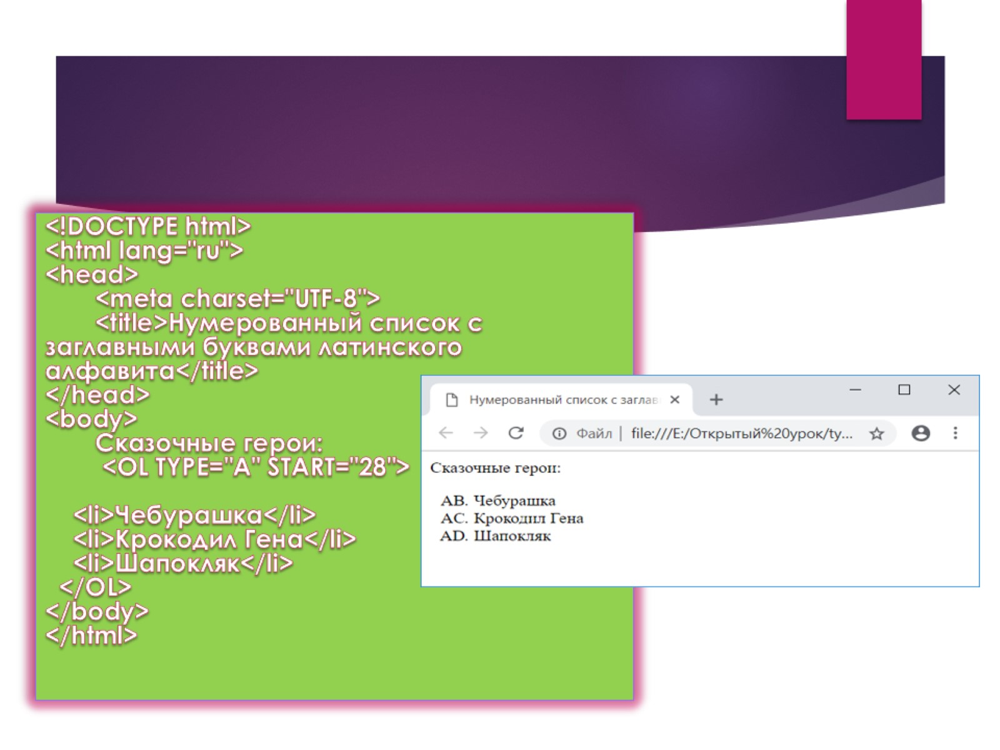 <!DOCTYPE html>
<html lang="ru">
<head>
<meta charset="UTF-8">
<title>Нумерованный список с
заглавными буквами латинского
алфавита</title>
</head>
<body>
Сказочные герои:
<OL TYPE="A" START="28">
<li>Чебурашка</li>
<li>Крокодил Гена</li>
<li>Шапокляк</li>
</OL>
</body>
</html>
Нумерованный список с заглав
Файл | file:///E:/Открытый%20урок/ty...
Сказочные герои:
AB. Чебурашка
AC. Крокодил Гена
AD. Шапокляк